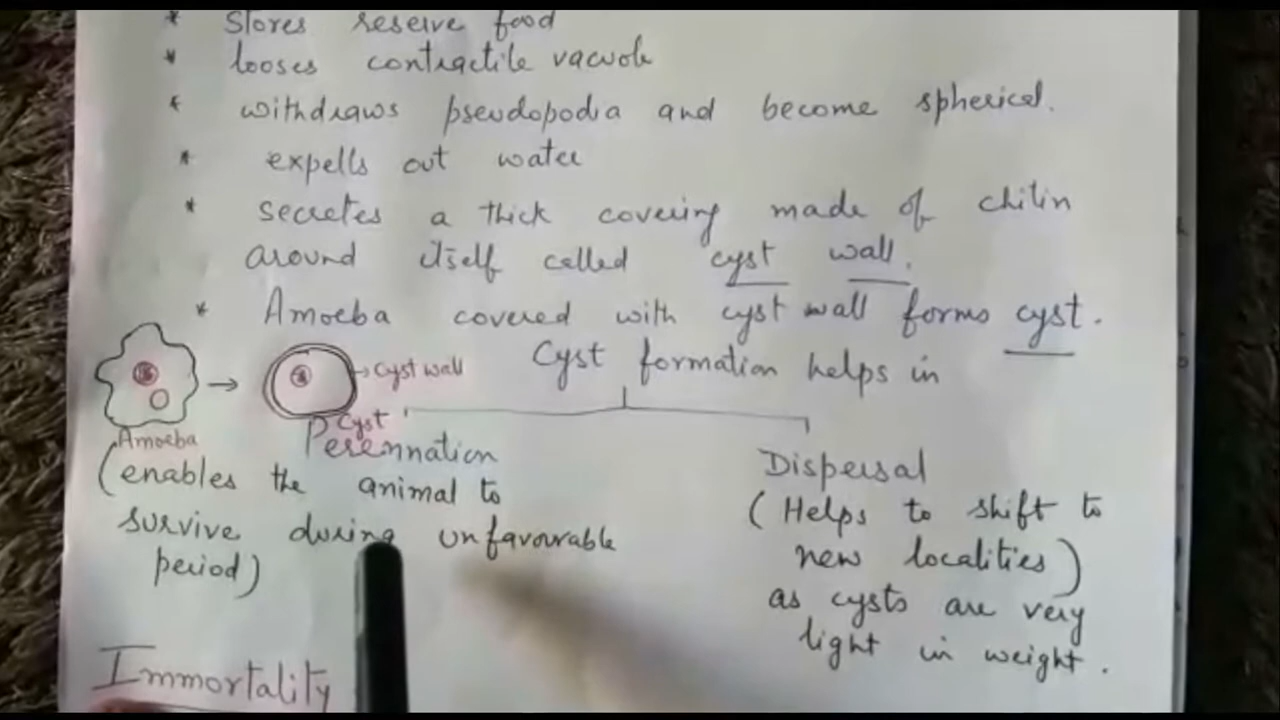 * Stores reserve food
* looses contractile vacuole
* withdraws pseudopodia and become spherical.
* expells out water
* secretes a thick covering made of chitin
around itself called cyst wall.
* Amoeba covered with cyst wall forms cyst.
Cyst formation helps in
cyst wall
Cyst
Amoeba
Perennation
(enables the animal to
survive during unfavourable
period)
Dispersal
(Helps to shift to
new localities)
as cysts are very
light in weight.
Immortality